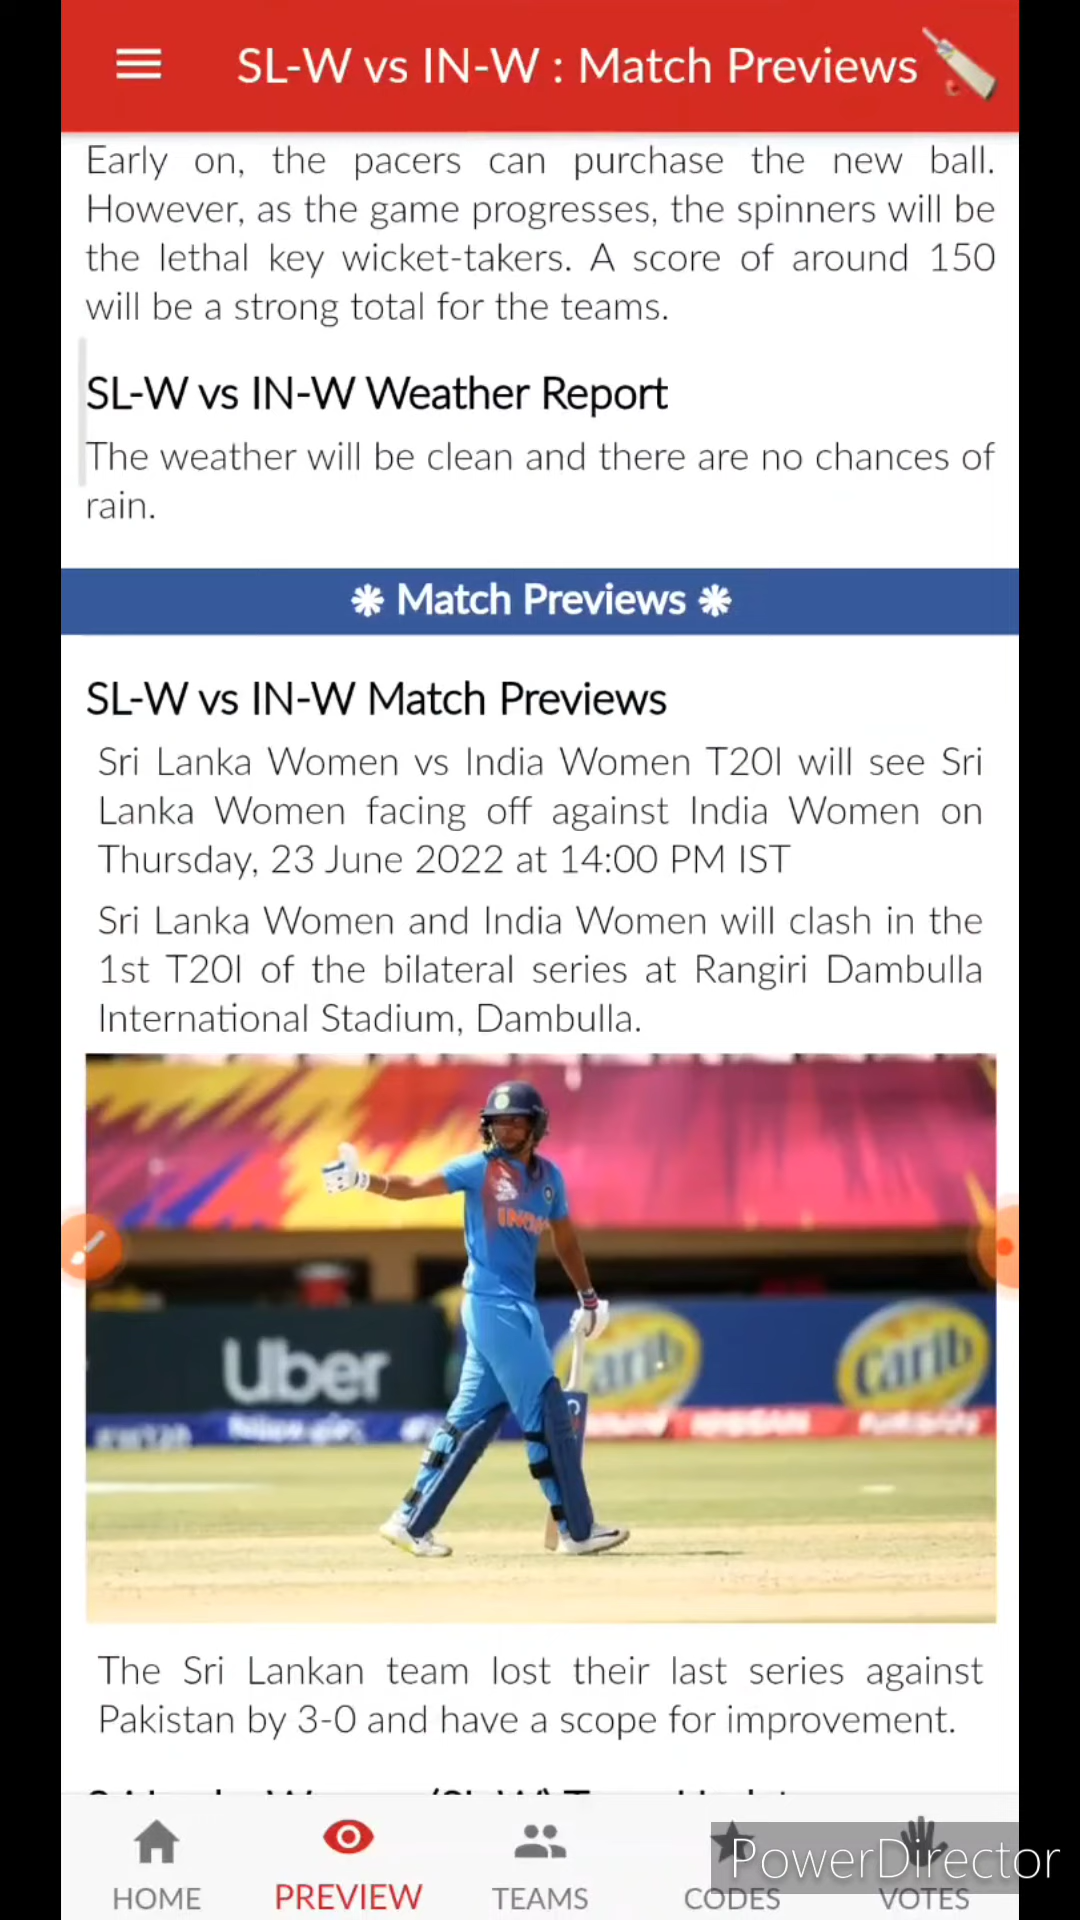 SL-W vs IN-W : Match Previews
Early on, the pacers can purchase the new ball.
However, as the game progresses, the spinners will be
the lethal key wicket-takers. A score of around 150
will be a strong total for the teams.
SL-W vs IN-W Weather Report
The weather will be clean and there are no chances of
rain.
Match Previews
SL-W vs IN-W Match Previews
Sri Lanka Women vs India Women T20I will see Sri
Lanka Women facing off against India Women on
Thursday, 23 June 2022 at 14:00 PM IST
Sri Lanka Women and India Women will clash in the
1st T20I of the bilateral series at Rangiri Dambulla
International Stadium, Dambulla.
INDIA
Uber
Carib
Carib
NISSAN
The Sri Lankan team lost their last series against
Pakistan by 3-0 and have a scope for improvement.
HOME
PREVIEW
TEAMS
CODES
VOTES
PowerDirector